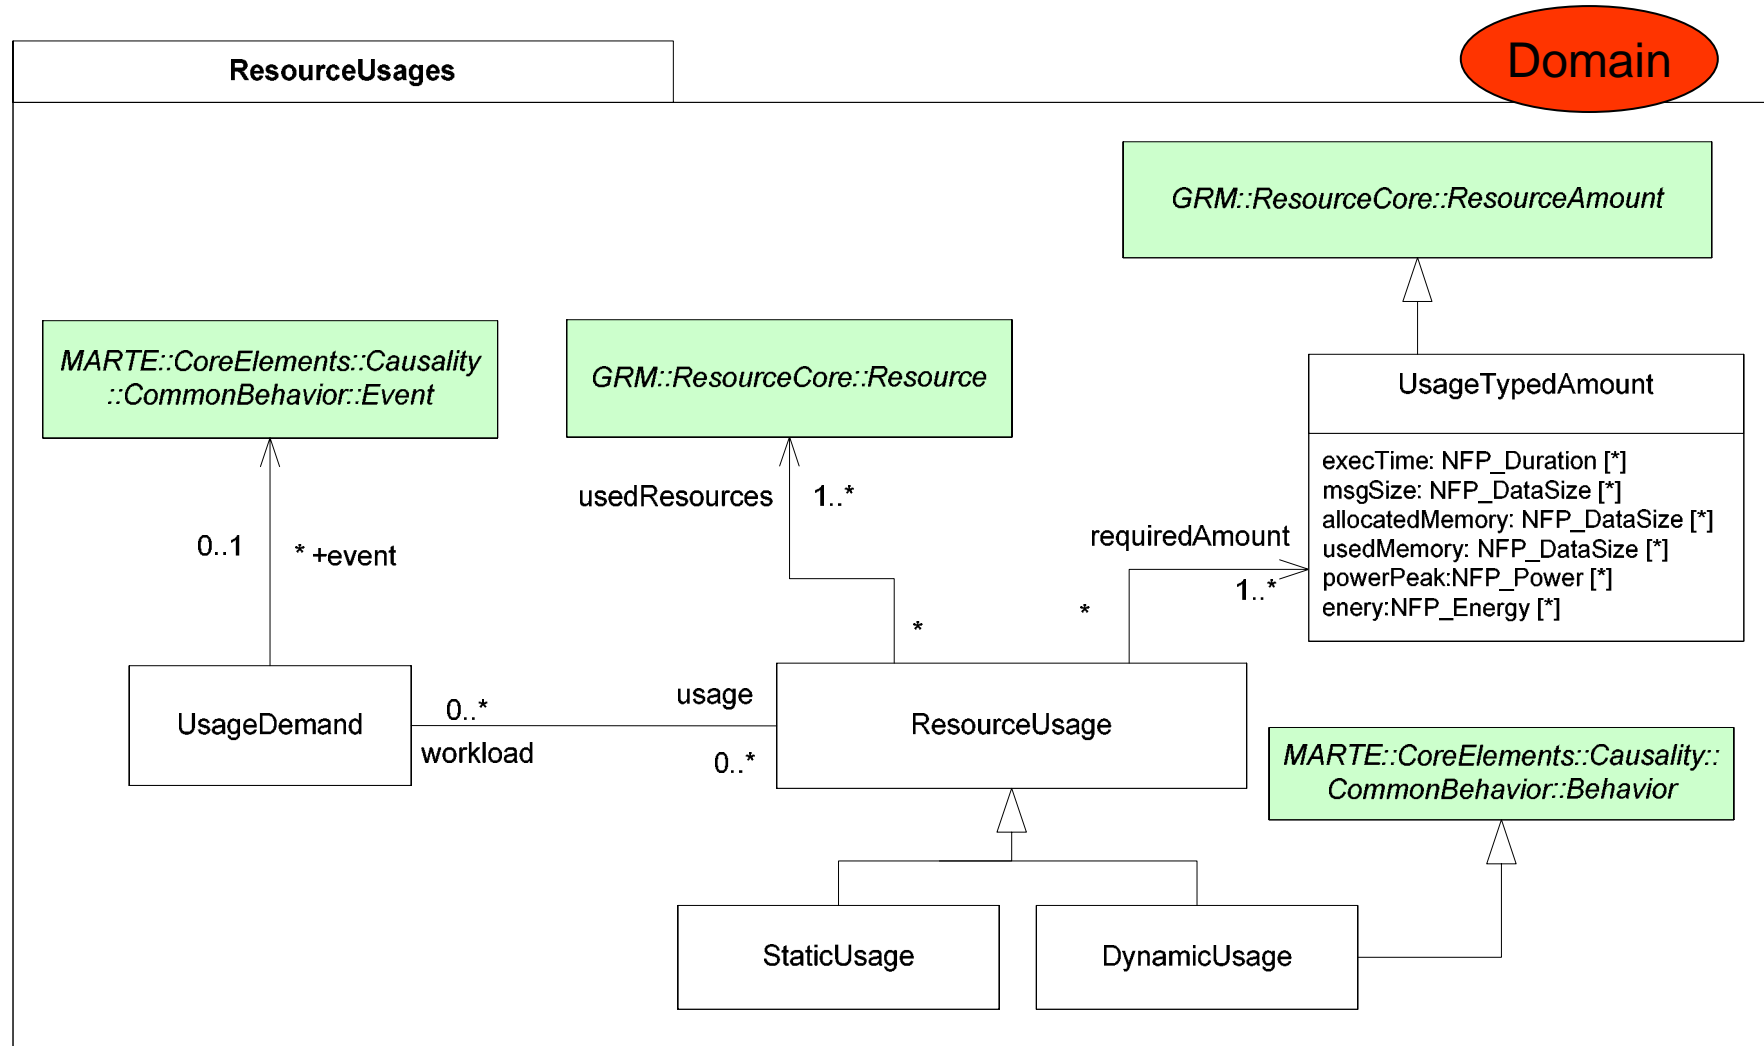 ResourceUsages
Domain
GRM::ResourceCore::ResourceAmount
MARTE::CoreElements::Causality
::CommonBehavior::Event
GRM::ResourceCore::Resource
UsageTypedAmount
execTime: NFP_Duration [*]
msgSize: NFP_DataSize [*]
allocatedMemory: NFP_DataSize [*]
usedMemory: NFP_DataSize [*]
powerPeak:NFP_Power [*]
enery:NFP_Energy [*]
usedResources
1..*
requiredAmount
1..*
0..1
* +event
*
*
UsageDemand
0..*
workload
usage
0..*
ResourceUsage
MARTE::CoreElements::Causality::
CommonBehavior::Behavior
StaticUsage
DynamicUsage